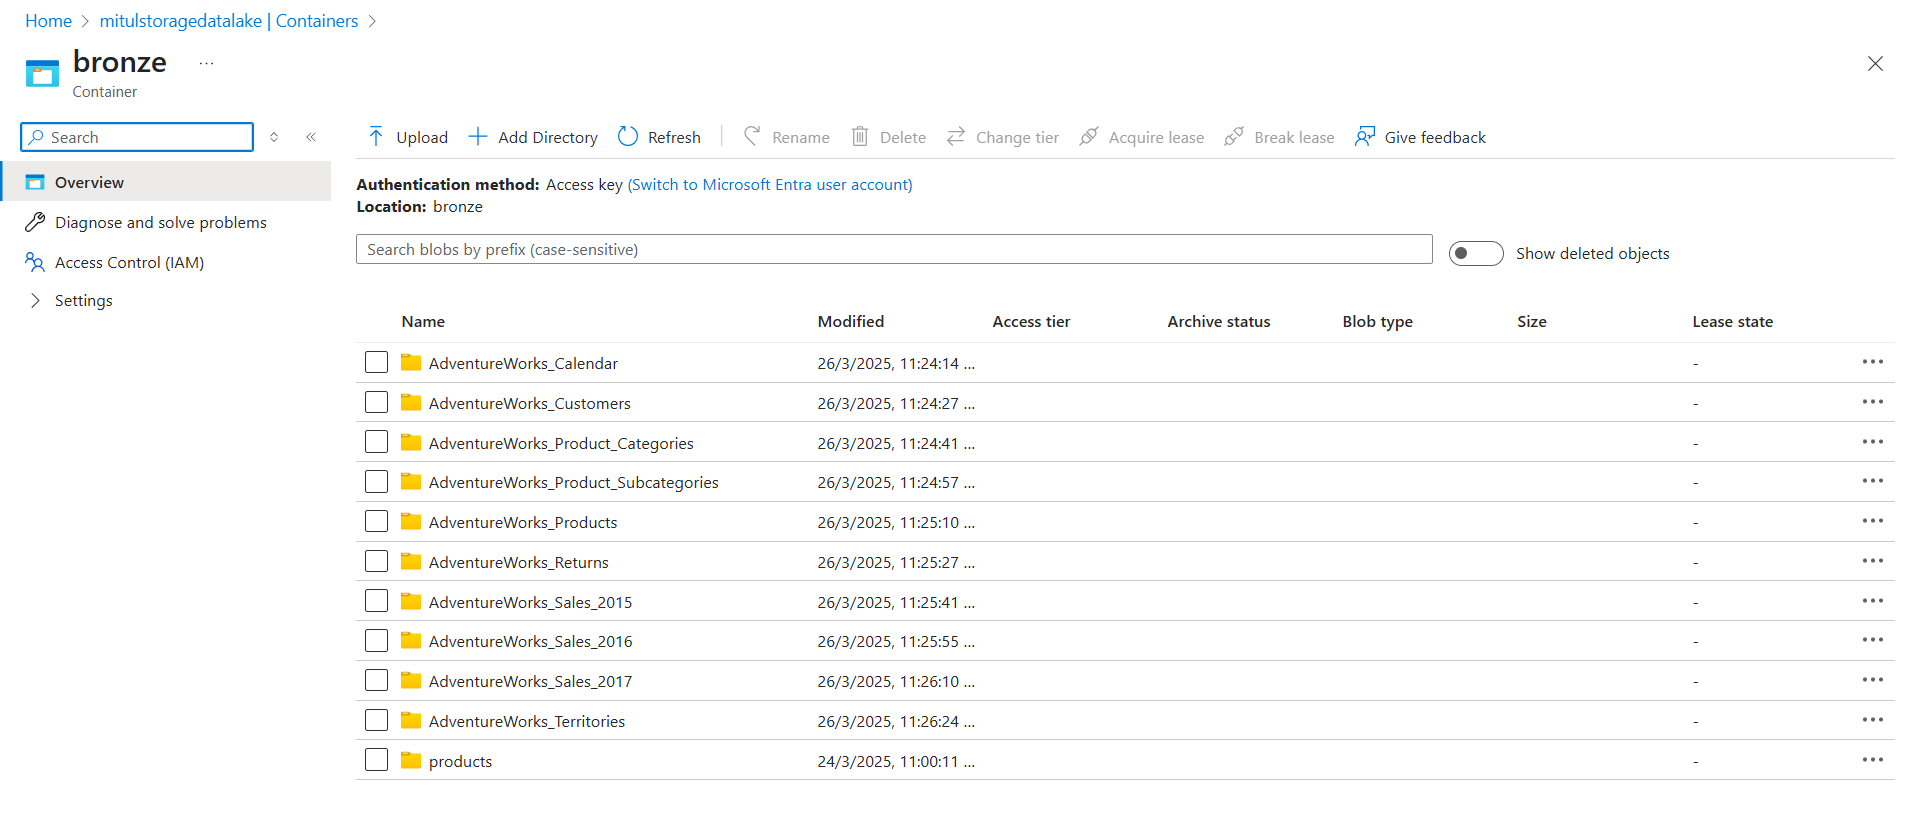 Home > mitulstoragedatalake | Containers >
bronze ...
Container
Search
Overview
Diagnose and solve problems
Access Control (IAM)
Settings
Upload Add Directory Refresh Rename Delete Change tier Acquire lease Break lease Give feedback
Authentication method: Access key (Switch to Microsoft Entra user account)
Location: bronze
Search blobs by prefix (case-sensitive)
Show deleted objects
Name Modified Access tier Archive status Blob type Size Lease state
AdventureWorks_Calendar 26/3/2025, 11:24:14 ... -
AdventureWorks_Customers 26/3/2025, 11:24:27 ... -
AdventureWorks_Product_Categories 26/3/2025, 11:24:41 ... -
AdventureWorks_Product_Subcategories 26/3/2025, 11:24:57 ... -
AdventureWorks_Products 26/3/2025, 11:25:10 ... -
AdventureWorks_Returns 26/3/2025, 11:25:27 ... -
AdventureWorks_Sales_2015 26/3/2025, 11:25:41 ... -
AdventureWorks_Sales_2016 26/3/2025, 11:25:55 ... -
AdventureWorks_Sales_2017 26/3/2025, 11:26:10 ... -
AdventureWorks_Territories 26/3/2025, 11:26:24 ... -
products 24/3/2025, 11:00:11 ... -